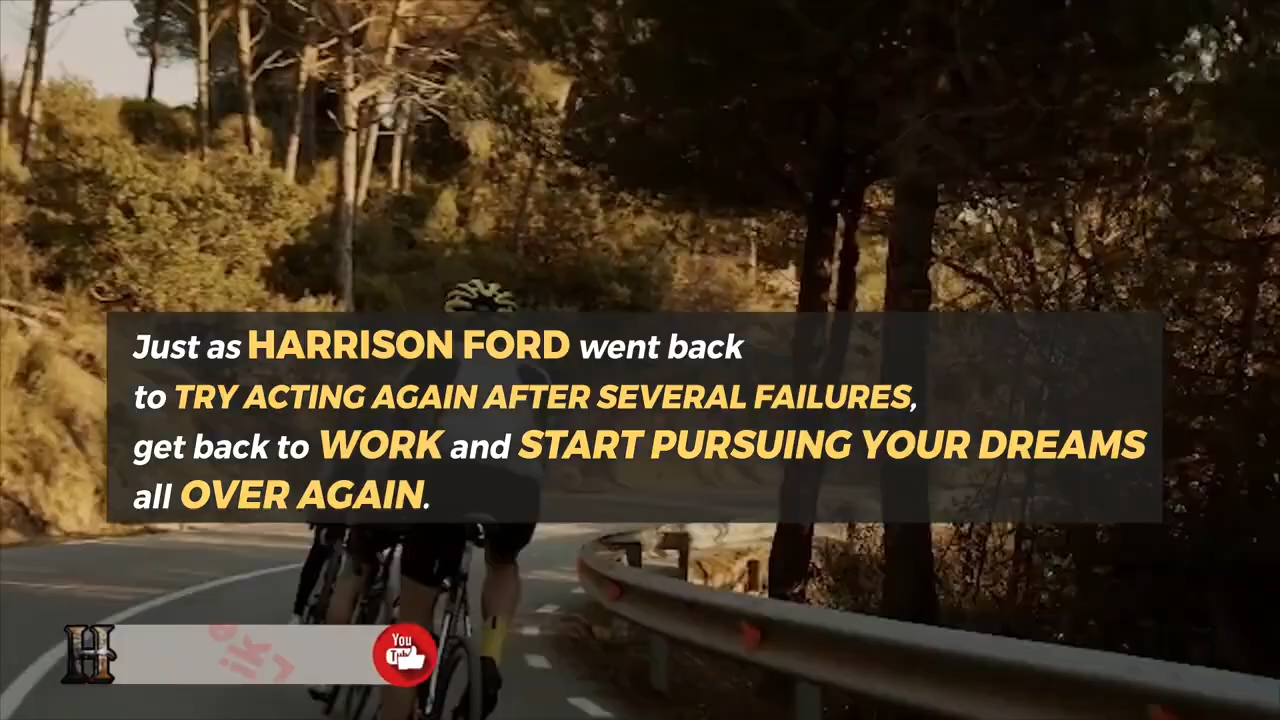 Just as HARRISON FORD went back
to TRY ACTING AGAIN AFTER SEVERAL FAILURES,
get back to WORK and START PURSUING YOUR DREAMS
all OVER AGAIN.
H
You